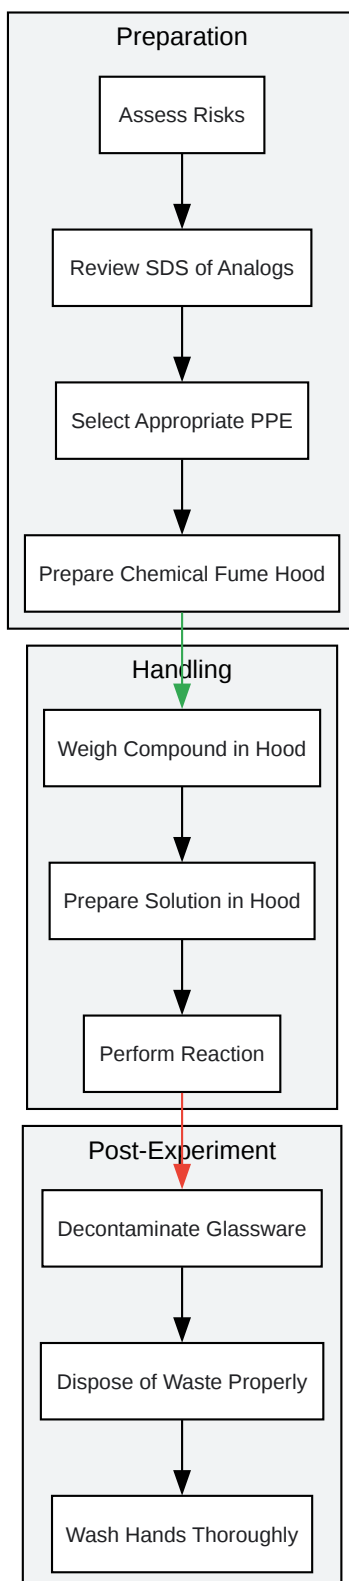 Preparation
Assess Risks
Review SDS of Analogs
Select Appropriate PPE
Prepare Chemical Fume Hood
Handling
Weigh Compound in Hood
Prepare Solution in Hood
Perform Reaction
Post-Experiment
Decontaminate Glassware
Dispose of Waste Properly
Wash Hands Thoroughly